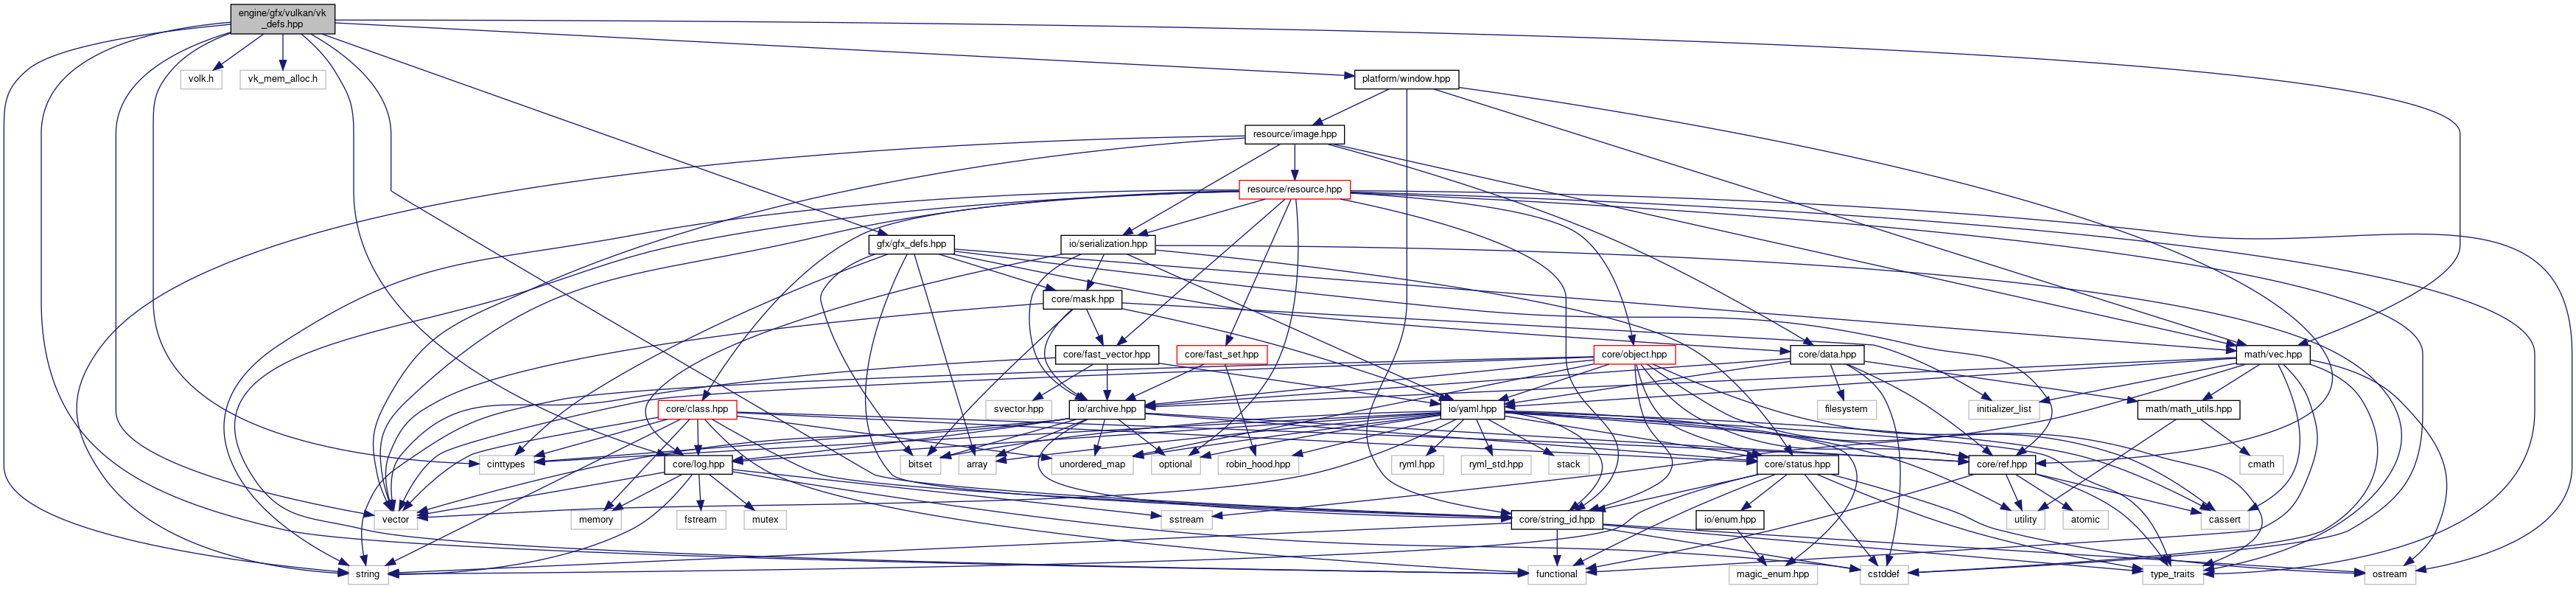 engine/gfx/vulkan/vk
_defs.hpp
volk.h
vk_mem_alloc.h
platform/window.hpp
resource/image.hpp
resource/resource.hpp
gfx/gfx_defs.hpp
io/serialization.hpp
core/mask.hpp
core/fast_vector.hpp
core/fast_set.hpp
core/object.hpp
core/data.hpp
math/vec.hpp
core/class.hpp
svector.hpp
io/archive.hpp
io/yaml.hpp
filesystem
initializer_list
math/math_utils.hpp
cinttypes
core/log.hpp
bitset
array
unordered_map
optional
robin_hood.hpp
ryml.hpp
ryml_std.hpp
stack
core/status.hpp
core/ref.hpp
cmath
vector
memory
fstream
mutex
sstream
core/string_id.hpp
io/enum.hpp
utility
atomic
cassert
string
functional
magic_enum.hpp
cstddef
type_traits
ostream